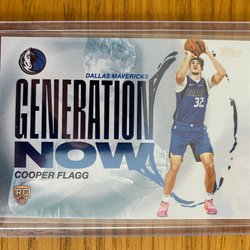 DALLAS MAVERICKS
GENERATION
NOW
COOPER FLAGG
RC
32